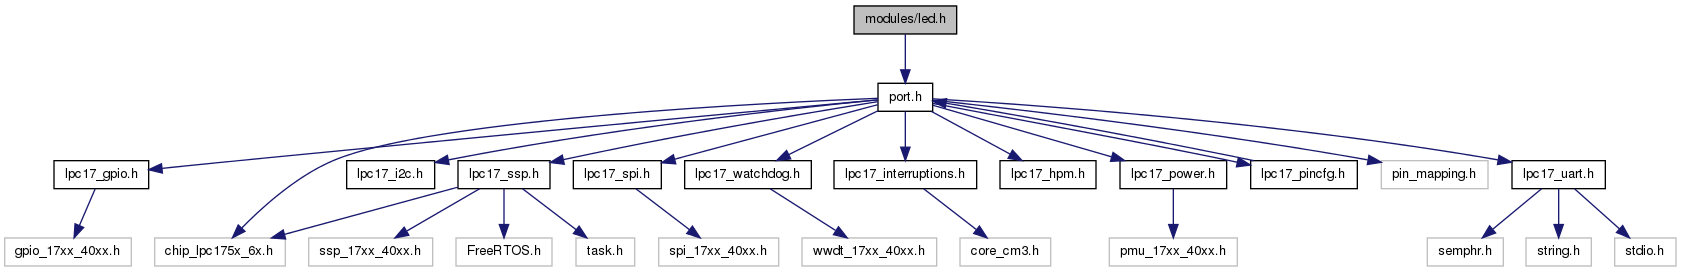 modules/led.h
port.h
lpc17_gpio.h
lpc17_i2c.h
lpc17_ssp.h
lpc17_spi.h
lpc17_watchdog.h
lpc17_interruptions.h
lpc17_hpm.h
lpc17_power.h
lpc17_pincfg.h
pin_mapping.h
lpc17_uart.h
gpio_17xx_40xx.h
chip_lpc175x_6x.h
ssp_17xx_40xx.h
FreeRTOS.h
task.h
spi_17xx_40xx.h
wwdt_17xx_40xx.h
core_cm3.h
pmu_17xx_40xx.h
semphr.h
string.h
stdio.h